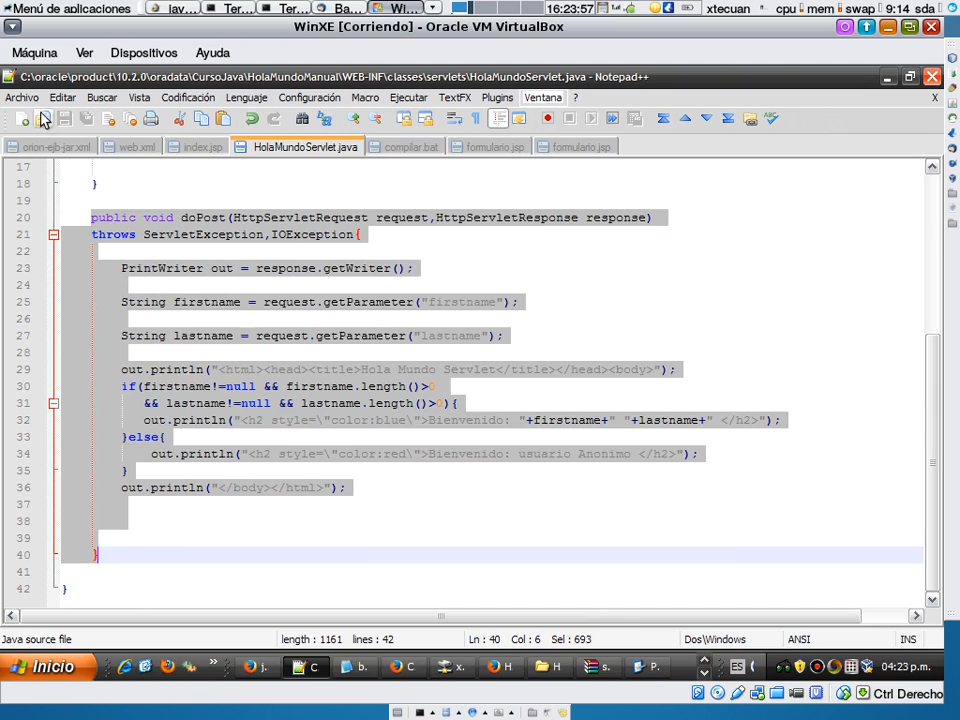 Menú de aplicaciones Jav... Ter... Ter... Ba... Wi... 16:23:57 xtecuan cpu mem swap 9:14 sda
WinXE [Corriendo] - Oracle VM VirtualBox
Máquina Ver Dispositivos Ayuda
C:\oracle\product\10.2.0\oradata\CursoJava\HolaMundoManual\WEB-INF\classes\servlets\HolaMundoServlet.java - Notepad++
Archivo Editar Buscar Vista Codificación Lenguaje Configuración Macro Ejecutar TextFX Plugins Ventana ? X
orion-ejb-jar.xml web.xml index.jsp HolaMundoServlet.java compilar.bat formulario.jsp formulario.jsp
17
18 }
19
20 public void doPost(HttpServletRequest request,HttpServletResponse response)
21 throws ServletException,IOException{
22
23 PrintWriter out = response.getWriter();
24
25 String firstname = request.getParameter("firstname");
26
27 String lastname = request.getParameter("lastname");
28
29 out.println("<html><head><title>Hola Mundo Servlet</title></head><body>");
30 if(firstname!=null && firstname.length()>0
31 && lastname!=null && lastname.length()>0){
32 out.println("<h2 style=\"color:blue\">Bienvenido: "+firstname+" "+lastname+" </h2>");
33 }else{
34 out.println("<h2 style=\"color:red\">Bienvenido: usuario Anonimo </h2>");
35 }
36 out.println("</body></html>");
37
38
39
40 }
41
42 }
Java source file length : 1161 lines : 42 Ln : 40 Col : 6 Sel : 693 Dos\Windows ANSI INS
Inicio » j. C b. C x. H H s. P. ES 04:23 p.m.
Ctrl Derecho